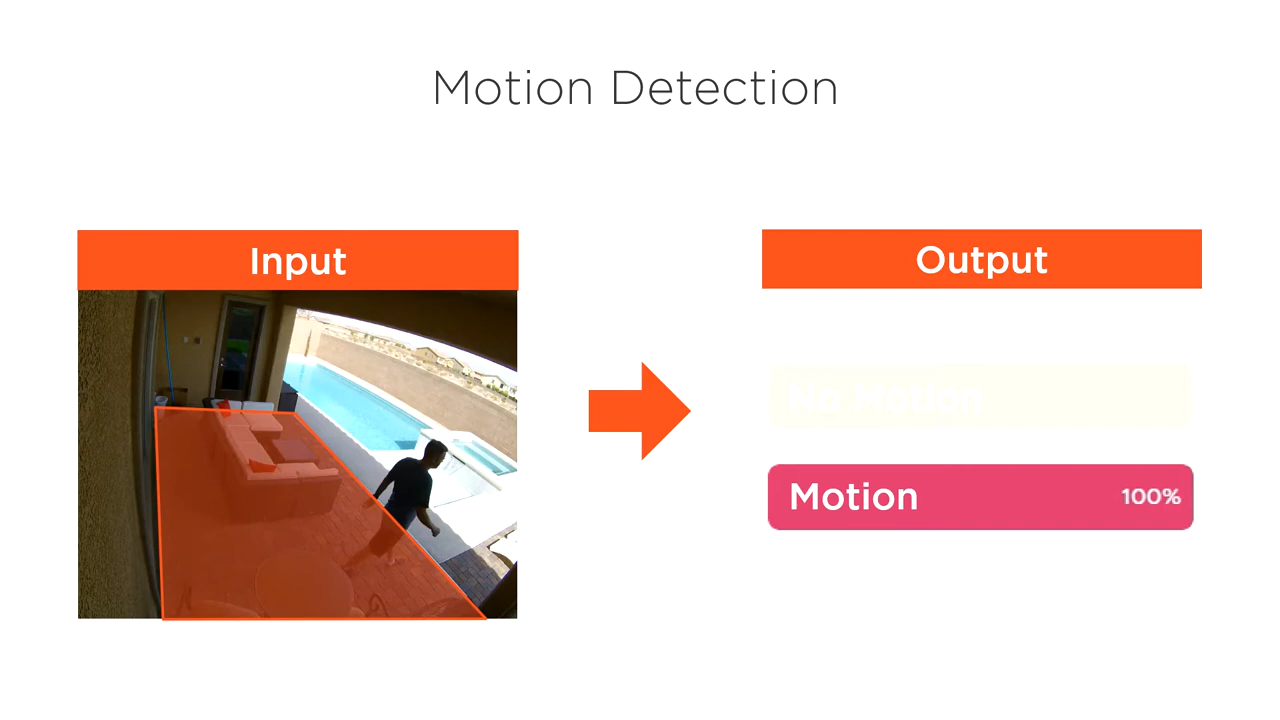 Motion Detection
Input
Output
No Motion
Motion 100%